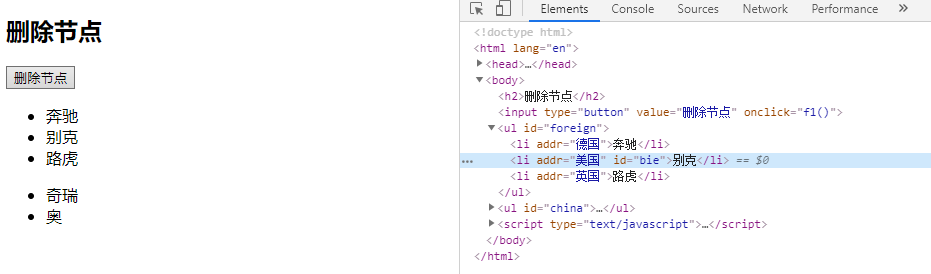 删除节点
删除节点
奔驰
别克
路虎
奇瑞
奥
Elements Console Sources Network Performance »
<!doctype html>
<html lang="en">
<head>…</head>
<body>
<h2>删除节点</h2>
<input type="button" value="删除节点" onclick="f1()">
<ul id="foreign">
<li addr="德国">奔驰</li>
<li addr="美国" id="bie">别克</li> == $0
<li addr="英国">路虎</li>
</ul>
<ul id="china">…</ul>
<script type="text/javascript">…</script>
</body>
</html>